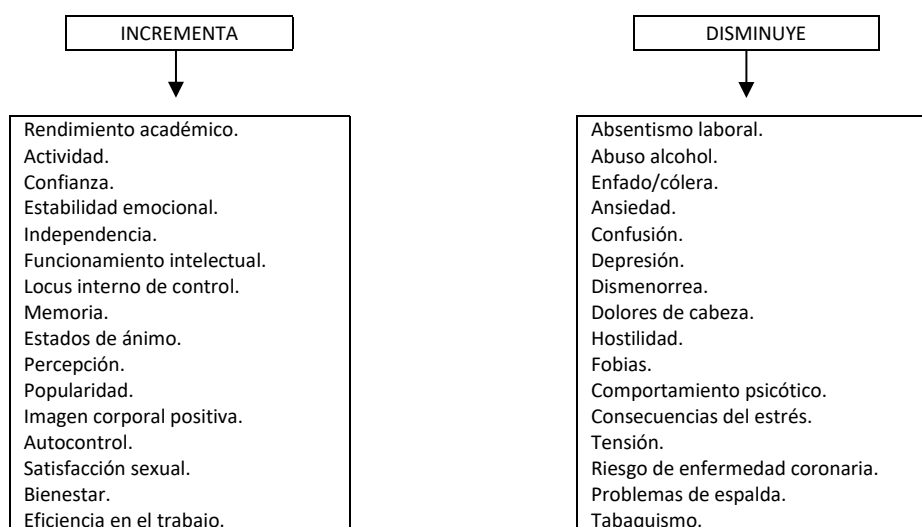 INCREMENTA
Rendimiento académico.
Actividad.
Confianza.
Estabilidad emocional.
Independencia.
Funcionamiento intelectual.
Locus interno de control.
Memoria.
Estados de ánimo.
Percepción.
Popularidad.
Imagen corporal positiva.
Autocontrol.
Satisfacción sexual.
Bienestar.
Eficiencia en el trabajo.
DISMINUYE
Absentismo laboral.
Abuso alcohol.
Enfado/cólera.
Ansiedad.
Confusión.
Depresión.
Dismenorrea.
Dolores de cabeza.
Hostilidad.
Fobias.
Comportamiento psicótico.
Consecuencias del estrés.
Tensión.
Riesgo de enfermedad coronaria.
Problemas de espalda.
Tabaquismo.